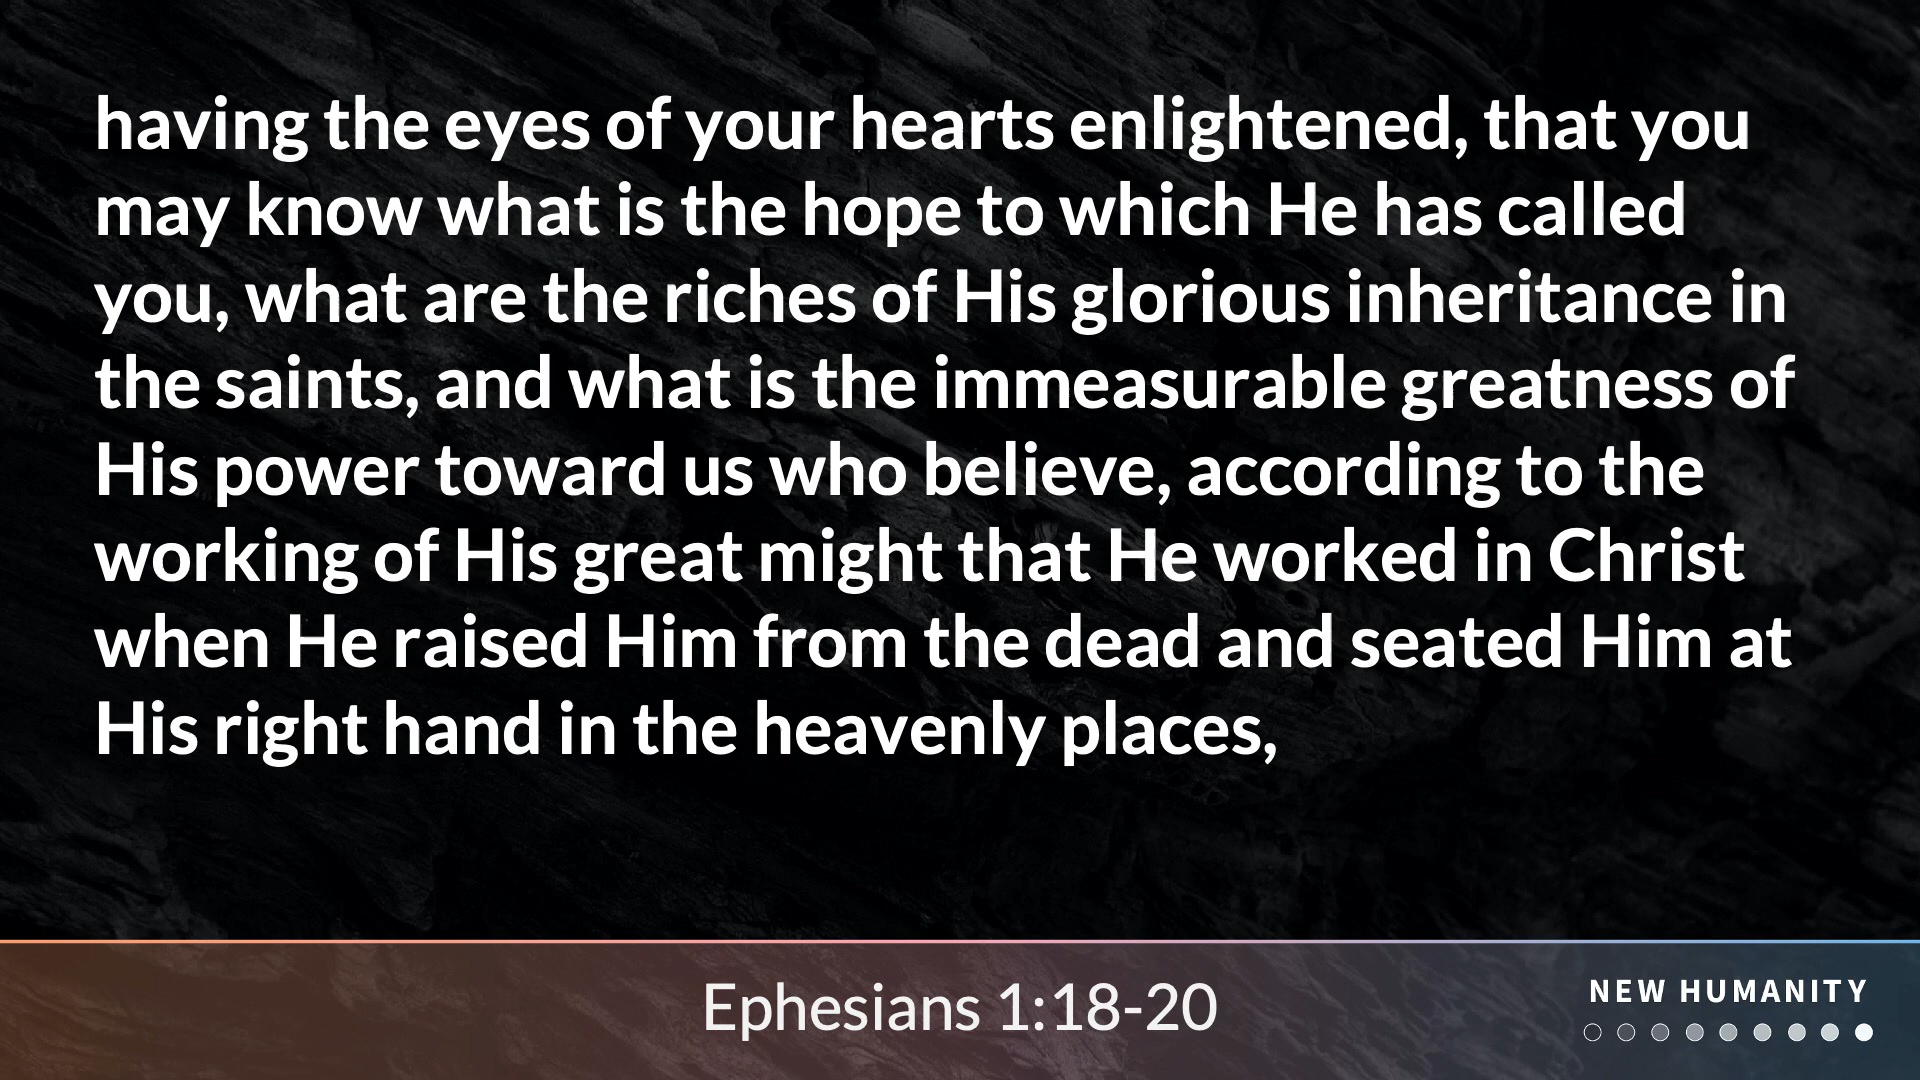 having the eyes of your hearts enlightened, that you
may know what is the hope to which He has called
you, what are the riches of His glorious inheritance in
the saints, and what is the immeasurable greatness of
His power toward us who believe, according to the
working of His great might that He worked in Christ
when He raised Him from the dead and seated Him at
His right hand in the heavenly places,
Ephesians 1:18-20
NEW HUMANITY